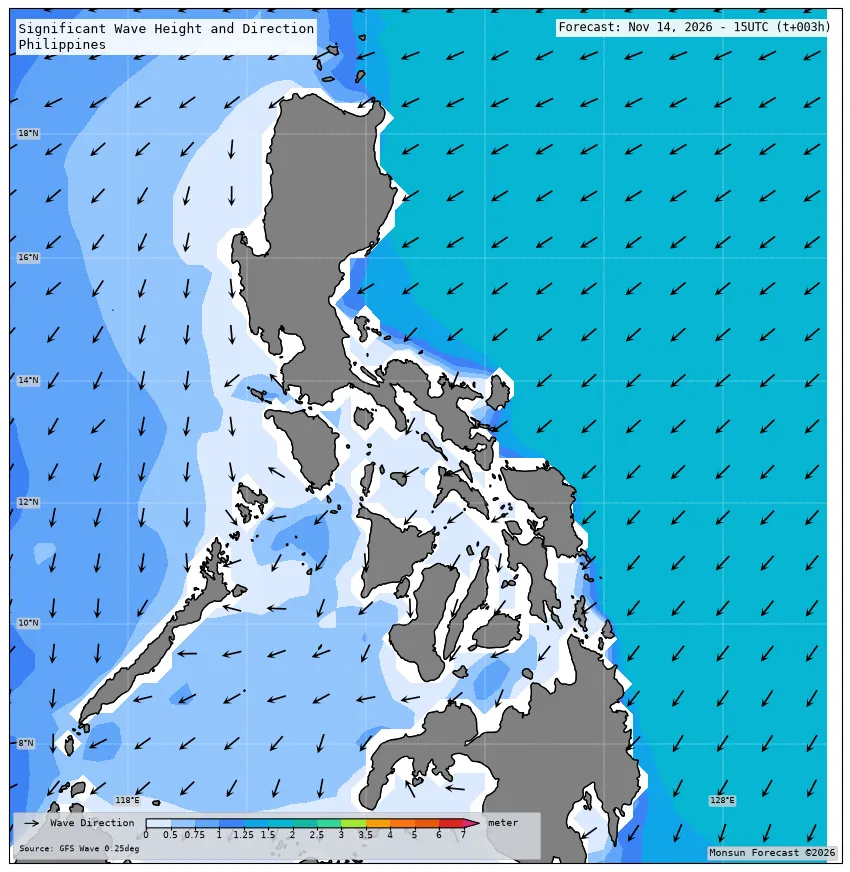 Significant Wave Height and Direction
Philippines
Forecast: Nov 14, 2026 - 15UTC (t+003h)
18°N
16°N
14°N
12°N
10°N
8°N
118°E
128°E
Wave Direction
0 0.5 0.75 1 1.25 1.5 2 2.5 3 3.5 4 5 6 7
meter
Source: GFS Wave 0.25deg
Monsun Forecast ©2026